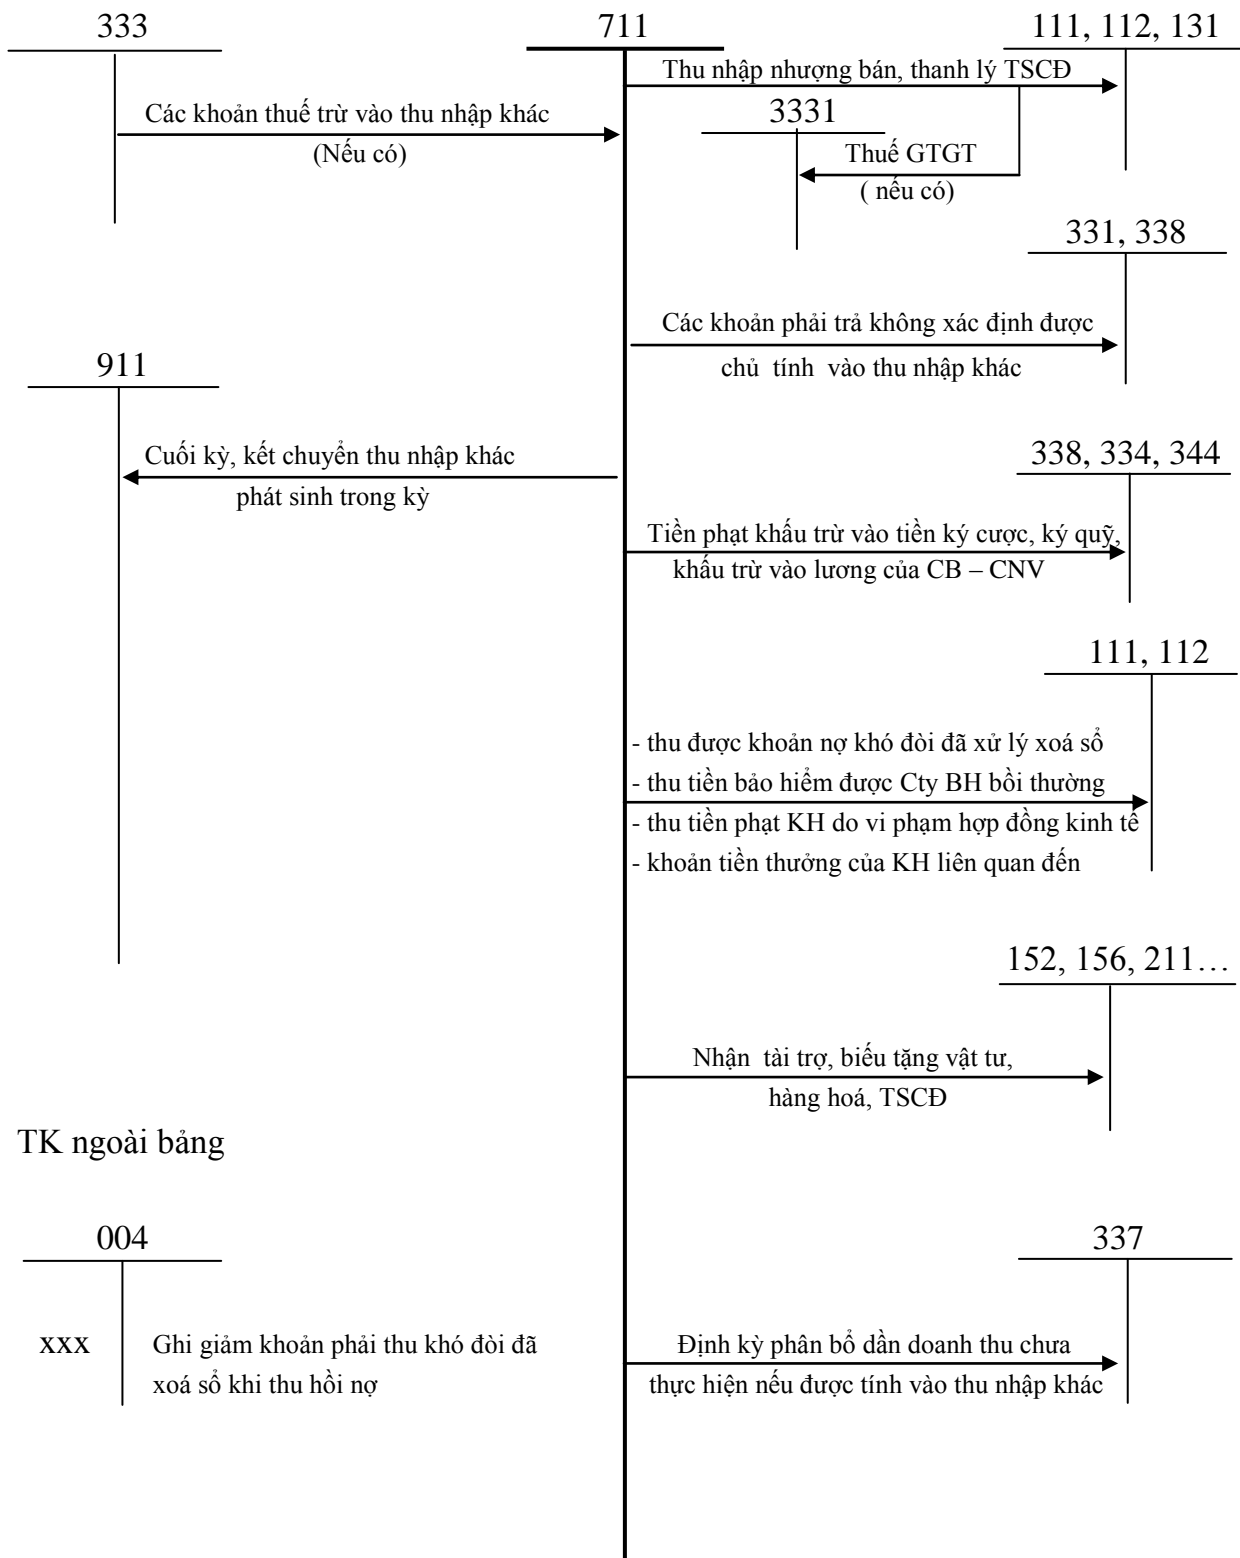 333
711
111, 112, 131
Thu nhập nhượng bán, thanh lý TSCĐ
Các khoản thuế trừ vào thu nhập khác
(Nếu có)
3331
Thuế GTGT
( nếu có)
331, 338
Các khoản phải trả không xác định được
chủ tính vào thu nhập khác
911
Cuối kỳ, kết chuyển thu nhập khác
phát sinh trong kỳ
338, 334, 344
Tiền phạt khấu trừ vào tiền ký cược, ký quỹ,
khấu trừ vào lương của CB – CNV
111, 112
- thu được khoản nợ khó đòi đã xử lý xoá sổ
- thu tiền bảo hiểm được Cty BH bồi thường
- thu tiền phạt KH do vi phạm hợp đồng kinh tế
- khoản tiền thưởng của KH liên quan đến
152, 156, 211…
Nhận tài trợ, biếu tặng vật tư,
hàng hoá, TSCĐ
TK ngoài bảng
004
xxx
Ghi giảm khoản phải thu khó đòi đã
xoá sổ khi thu hồi nợ
337
Định kỳ phân bổ dần doanh thu chưa
thực hiện nếu được tính vào thu nhập khác